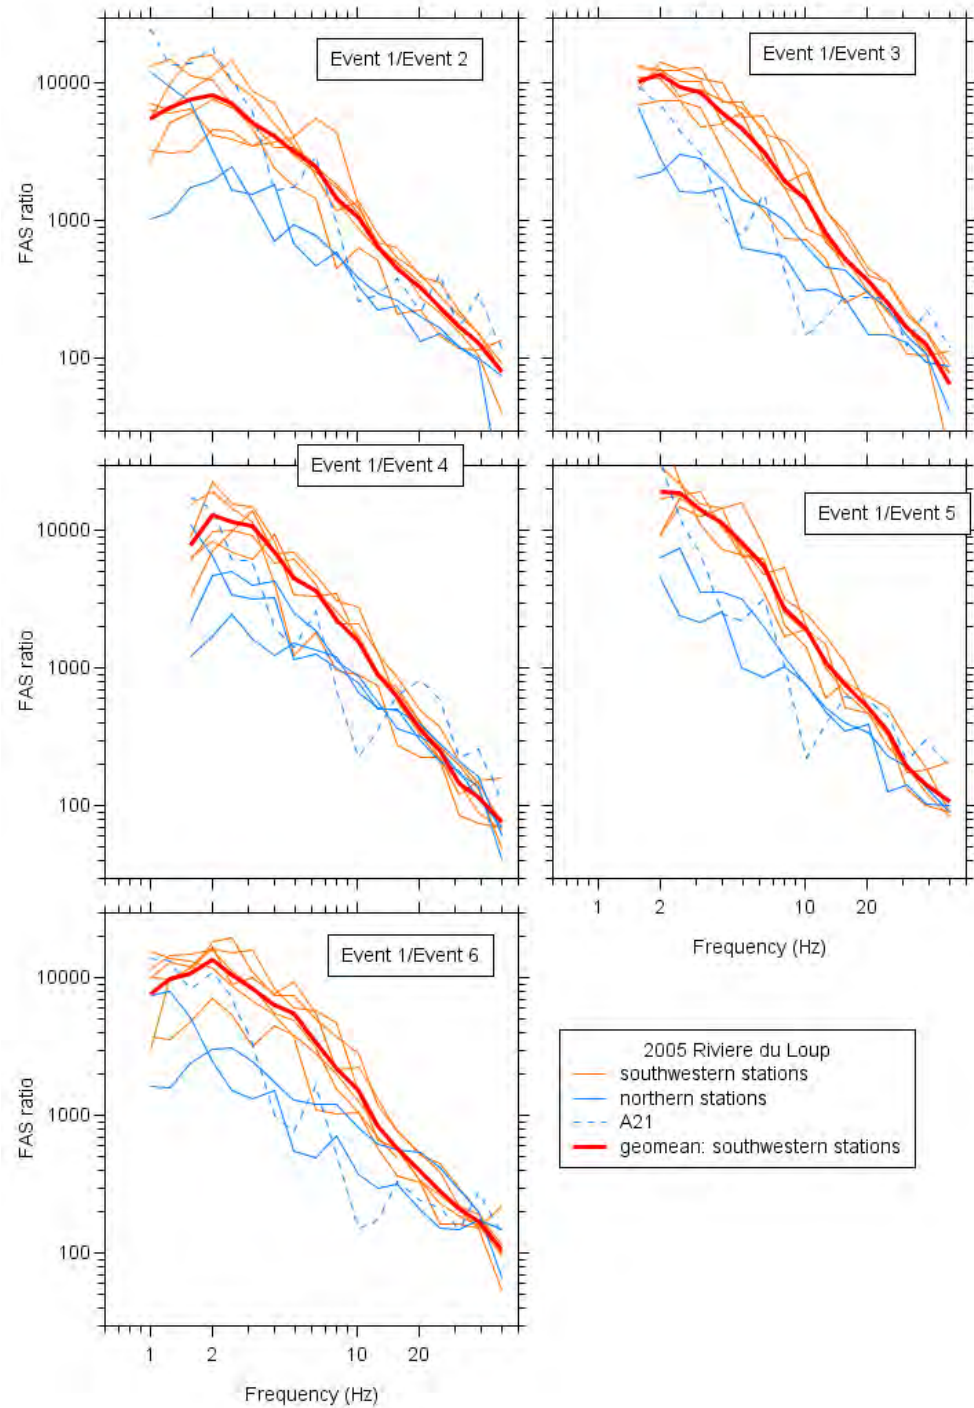 Event 1/Event 2
10000
1000
100
FAS ratio
Event 1/Event 3
Event 1/Event 4
10000
1000
100
FAS ratio
Event 1/Event 5
1
2
10
20
Frequency (Hz)
Event 1/Event 6
10000
1000
100
FAS ratio
1
2
10
20
Frequency (Hz)
2005 Riviere du Loup
southwestern stations
northern stations
A21
geomean: southwestern stations